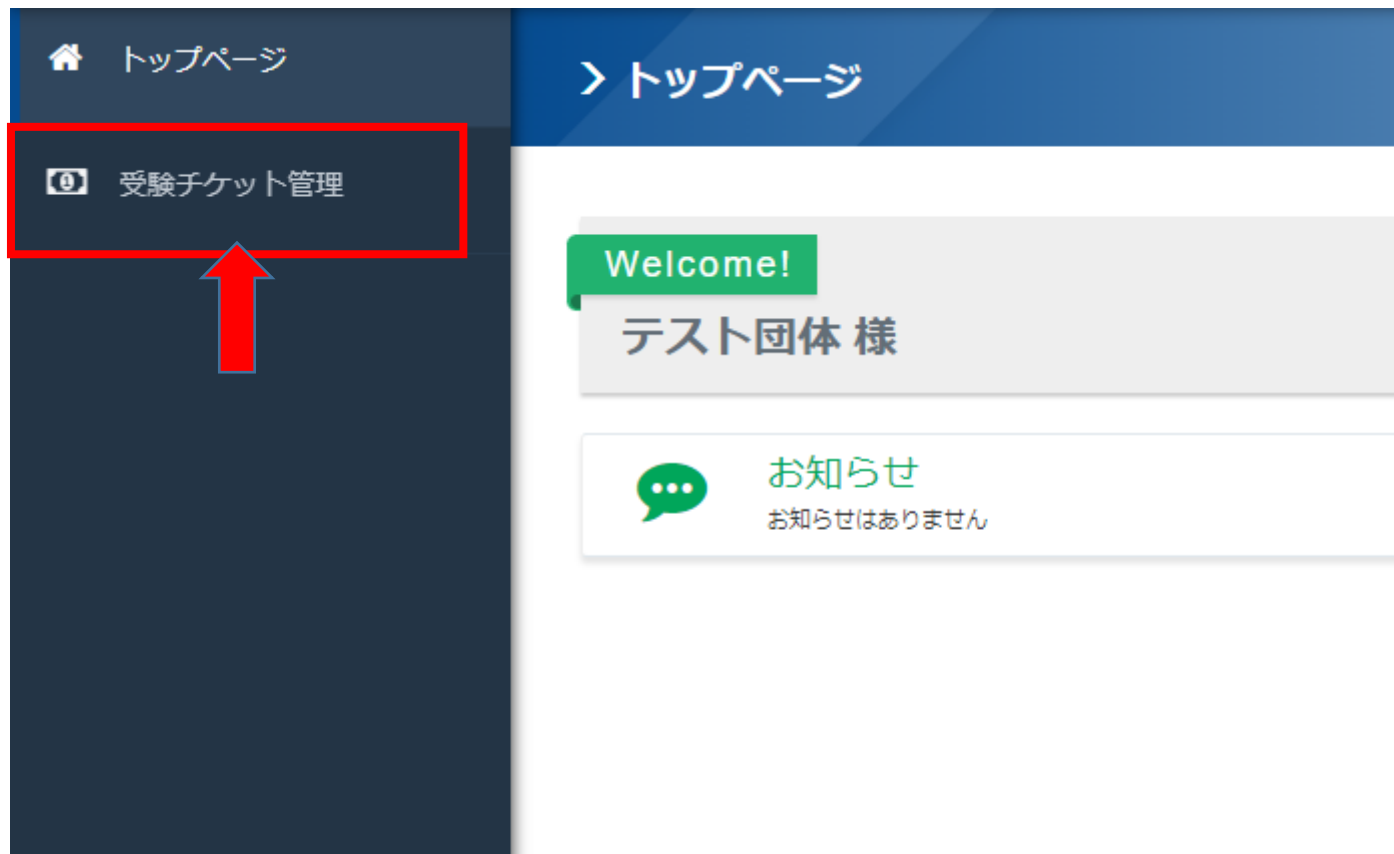 トップページ
受験チケット管理
トップページ
Welcome!
テスト団体 様
お知らせ
お知らせはありません